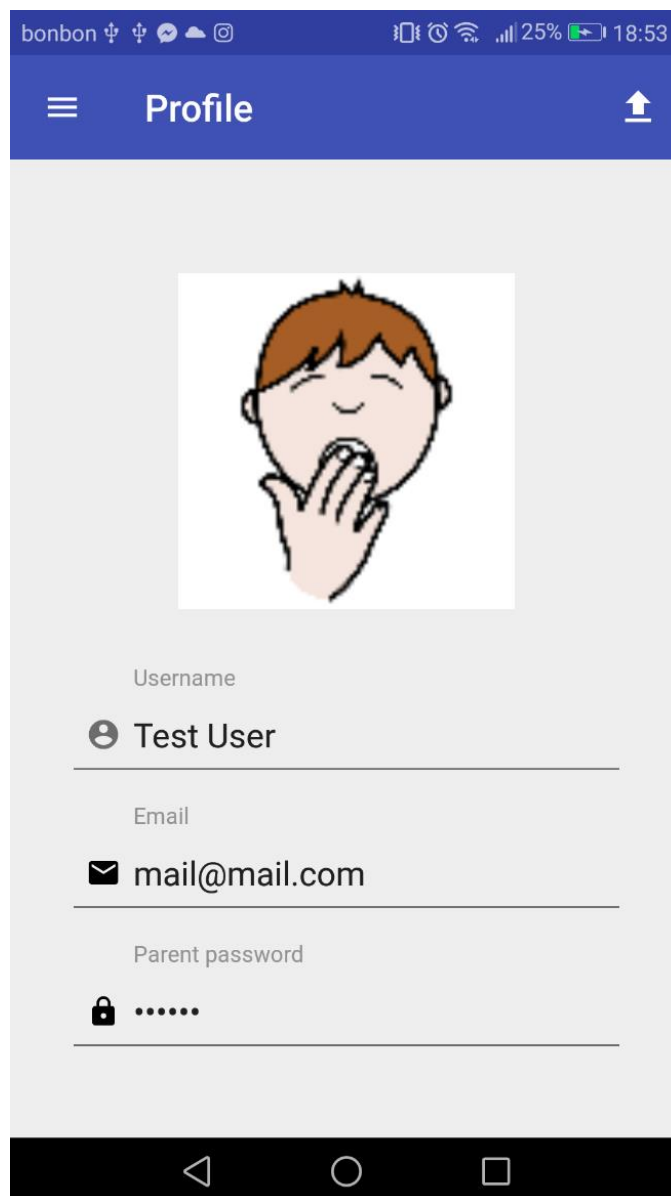 bonbon 25% 18:53
Profile
Username
Test User
Email
mail@mail.com
Parent password
••••••